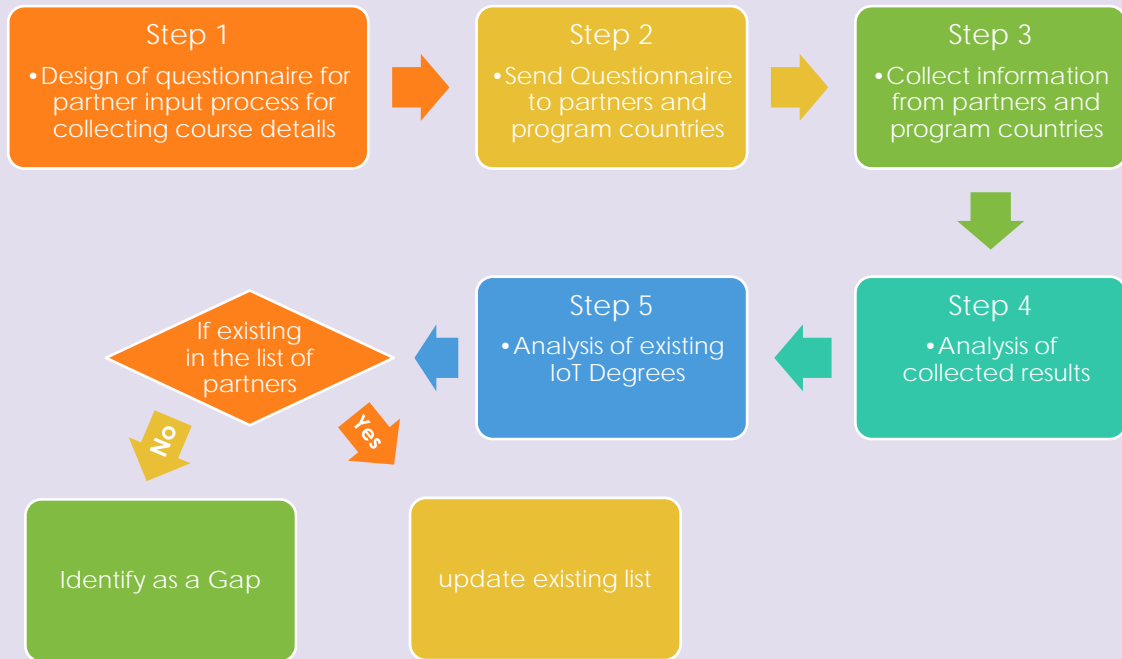 Step 1
•Design of questionnaire for
partner input process for
collecting course details
Step 2
•Send Questionnaire
to partners and
program countries
Step 3
•Collect information
from partners and
program countries
Step 4
•Analysis of
collected results
Step 5
•Analysis of existing
IoT Degrees
If existing
in the list of
partners
No
Yes
Identify as a Gap
update existing list